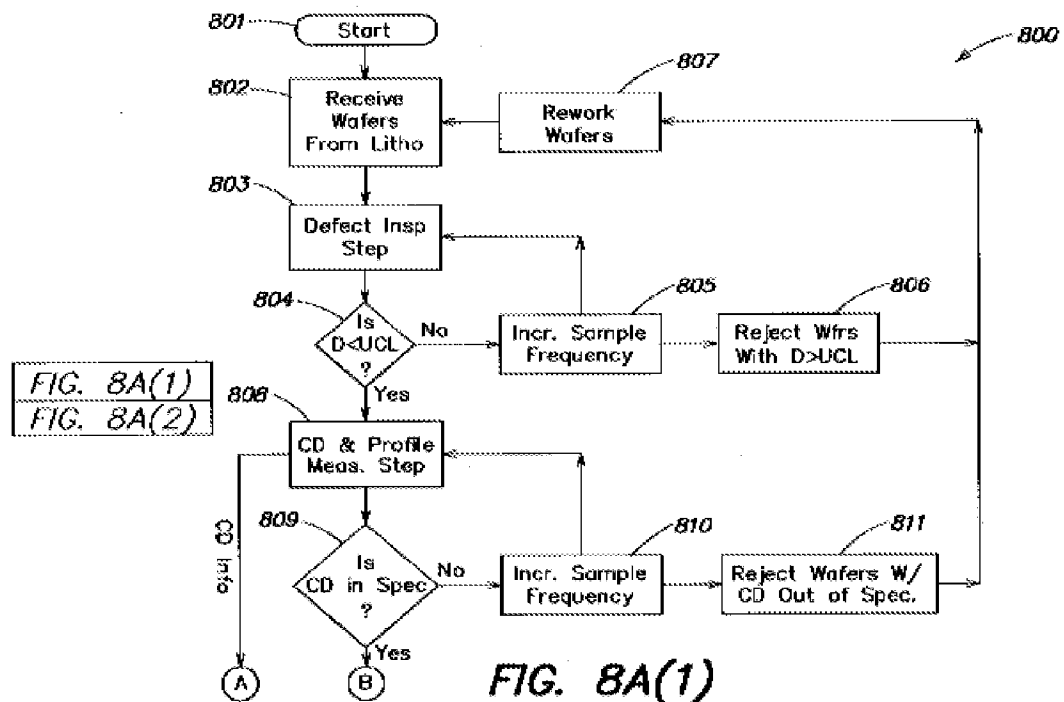 801
Start
800
802
Receive
Wafers
From Litho
807
Rework
Wafers
803
Defect Insp
Step
804
Is
D<UCL
?
No
805
Incr. Sample
Frequency
806
Reject Wfrs
With D>UCL
Yes
FIG. 8A(1)
FIG. 8A(2)
808
CD & Profile
Meas. Step
CD Info
809
Is
CD in Spec
?
No
810
Incr. Sample
Frequency
811
Reject Wafers W/
CD Out of Spec.
Yes
A
B
FIG. 8A(1)